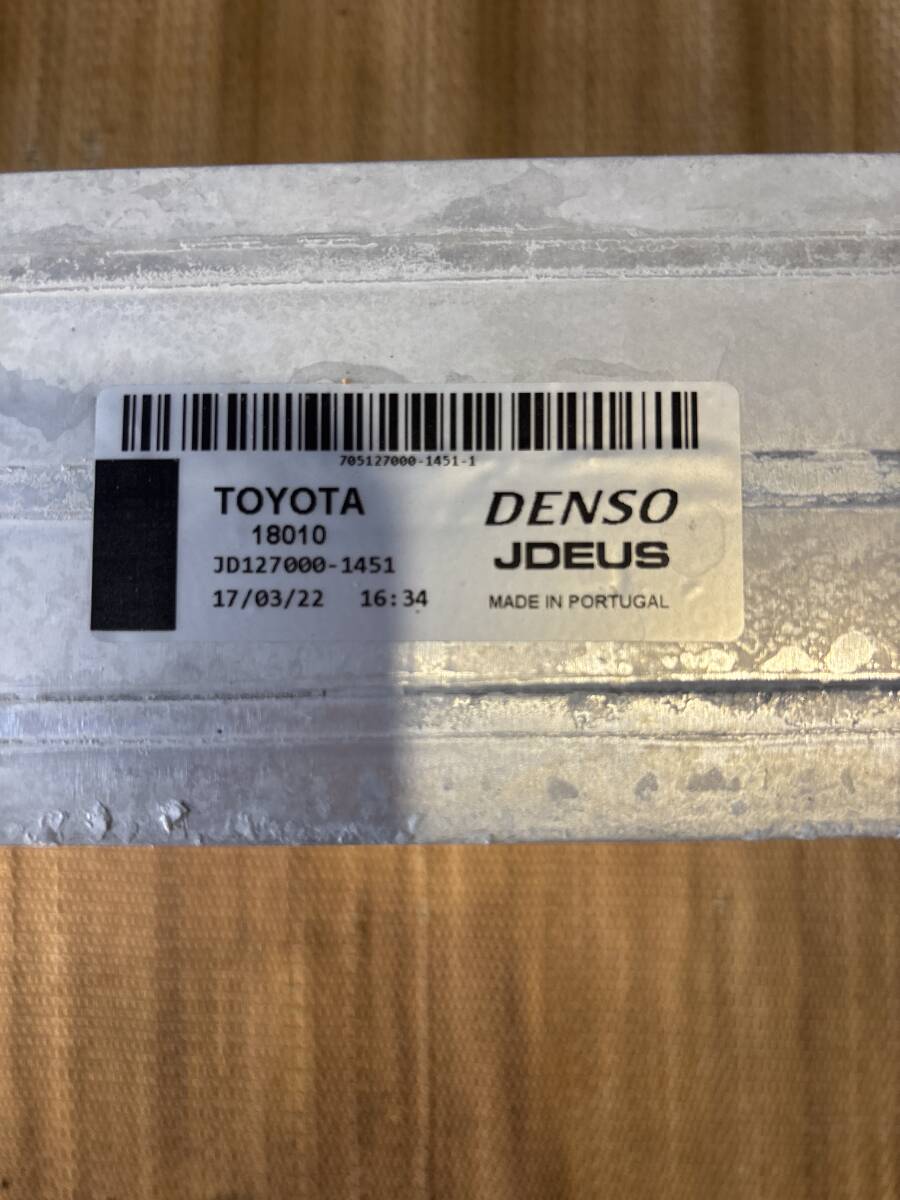 705127000-1451-1
TOYOTA
18010
JD127000-1451
17/03/22 16:34
DENSO
JDEUS
MADE IN PORTUGAL